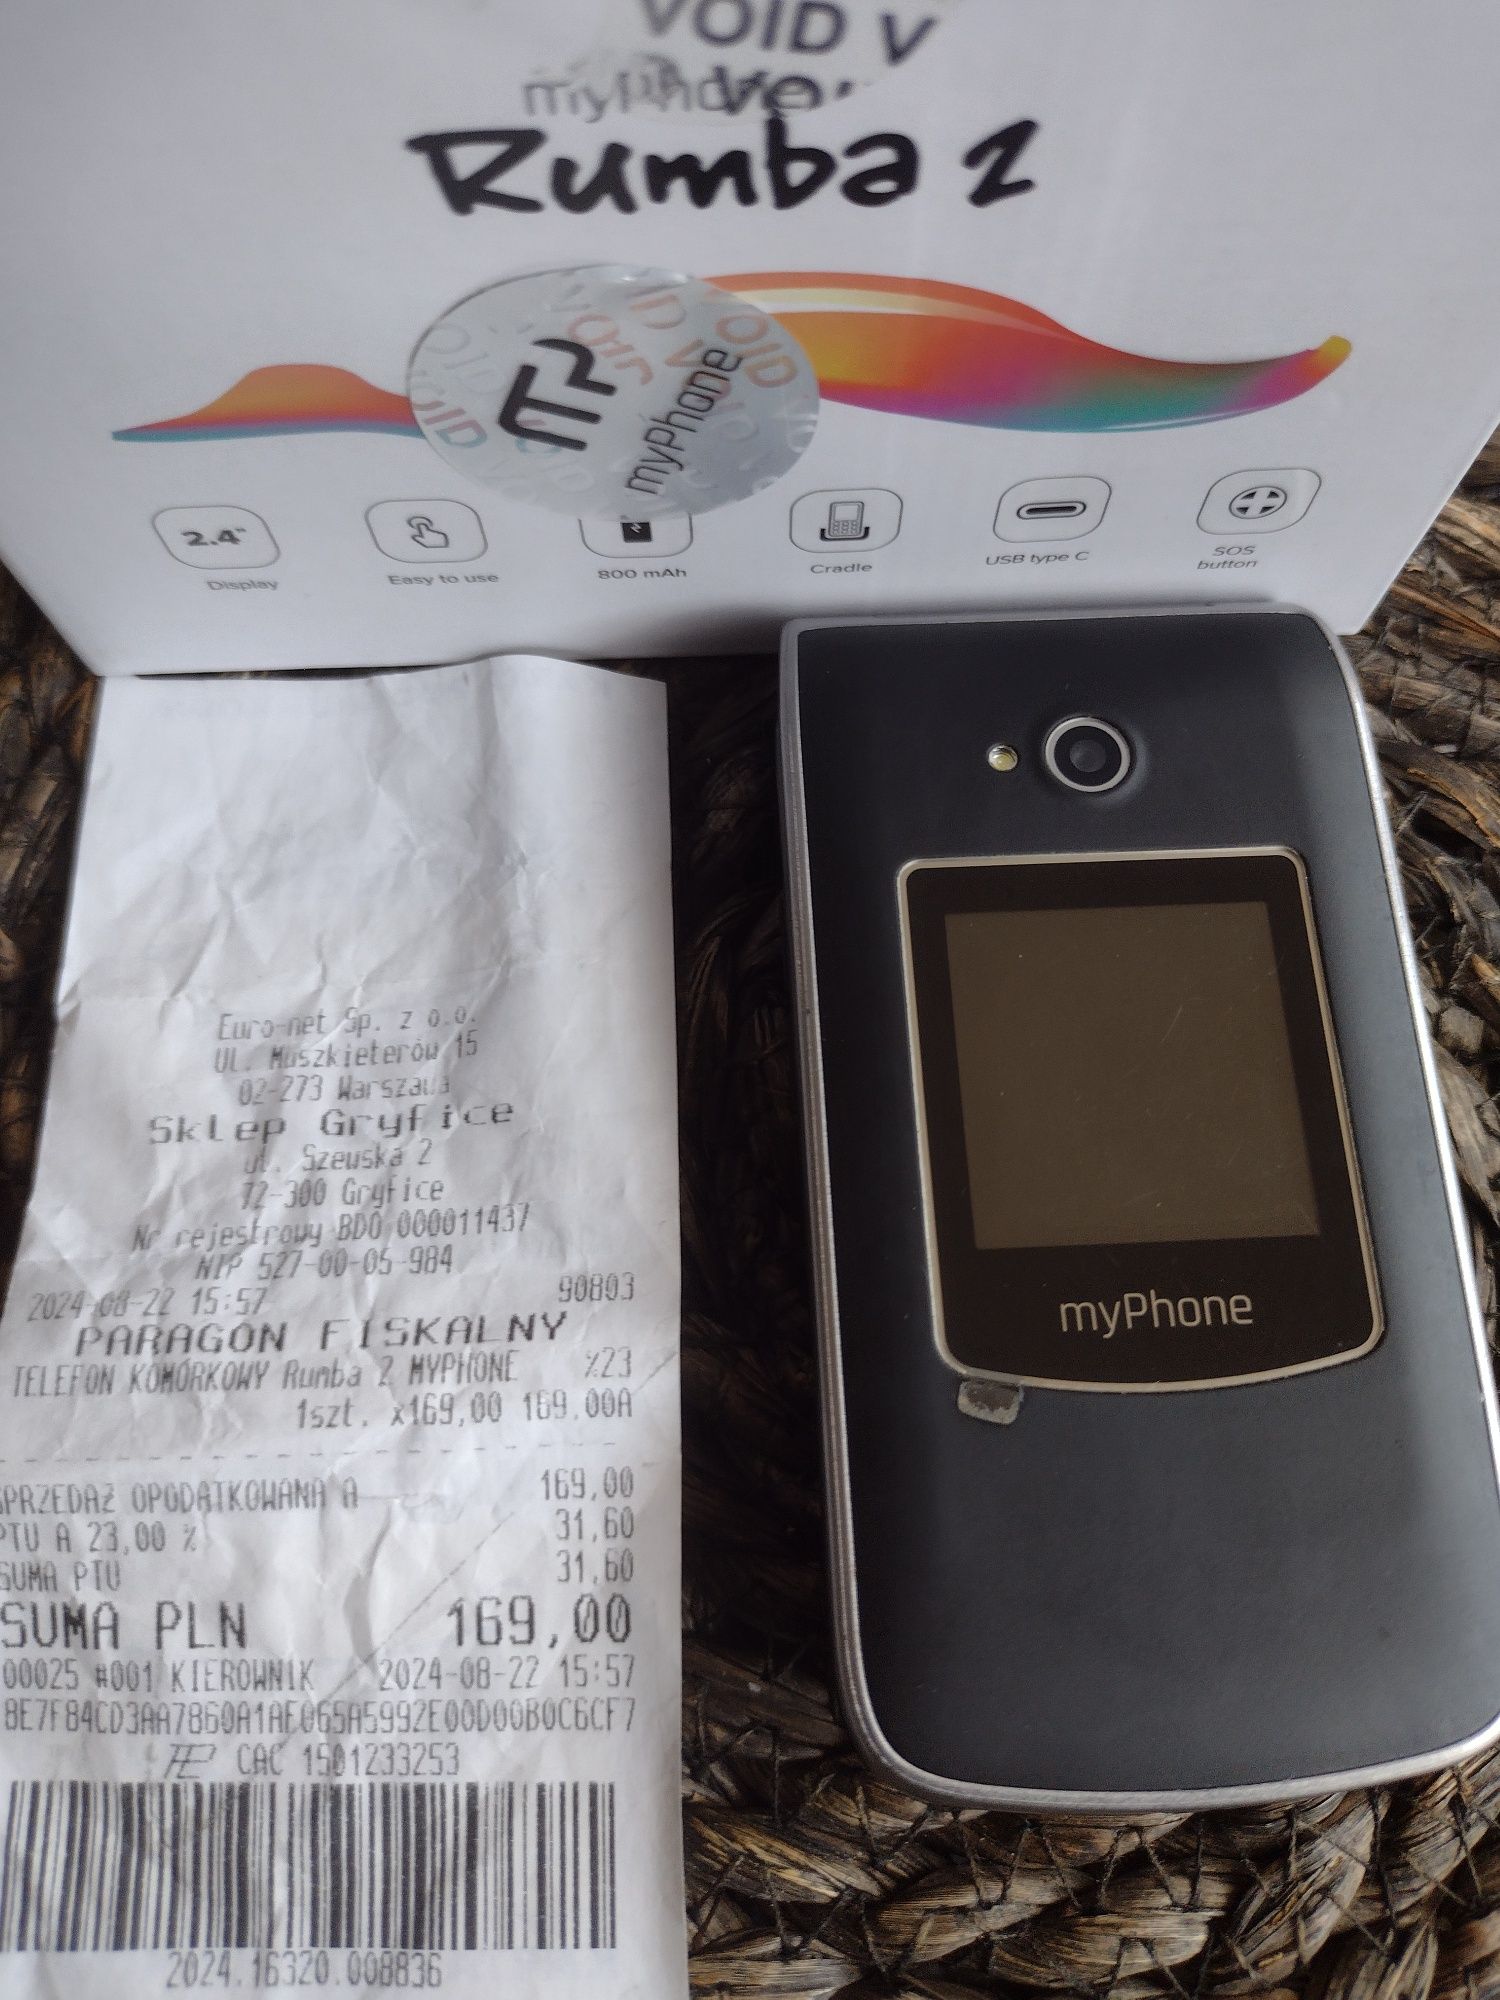 VOID V
myPhone
Rumba 2
myPhone
2.4"
Display
Easy to use
800 mAh
Cradle
USB type C
SOS
button
Euro-net Sp. z o.o.
Ul. Muszkieterów 15
02-273 Warszawa
Sklep Gryfice
ul. Szewska 2
72-300 Gryfice
Nr rejestrowy BDO 000011437
NIP 527-00-05-984
2024-08-22 15:57 90803
PARAGON FISKALNY
TELEFON KOMÓRKOWY Rumba 2 MYPHONE %23
1szt. x169,00 169,00A
SPRZEDAŻ OPODATKOWANA A 169,00
PTU A 23,00 % 31,60
SUMA PTU 31,60
SUMA PLN 169,00
00025 #001 KIEROWNIK 2024-08-22 15:57
8E7F84CD3AA7860A1AE065A5992E00D00B0C6CF7
CAC 1501233253
2024.16320.008836
myPhone